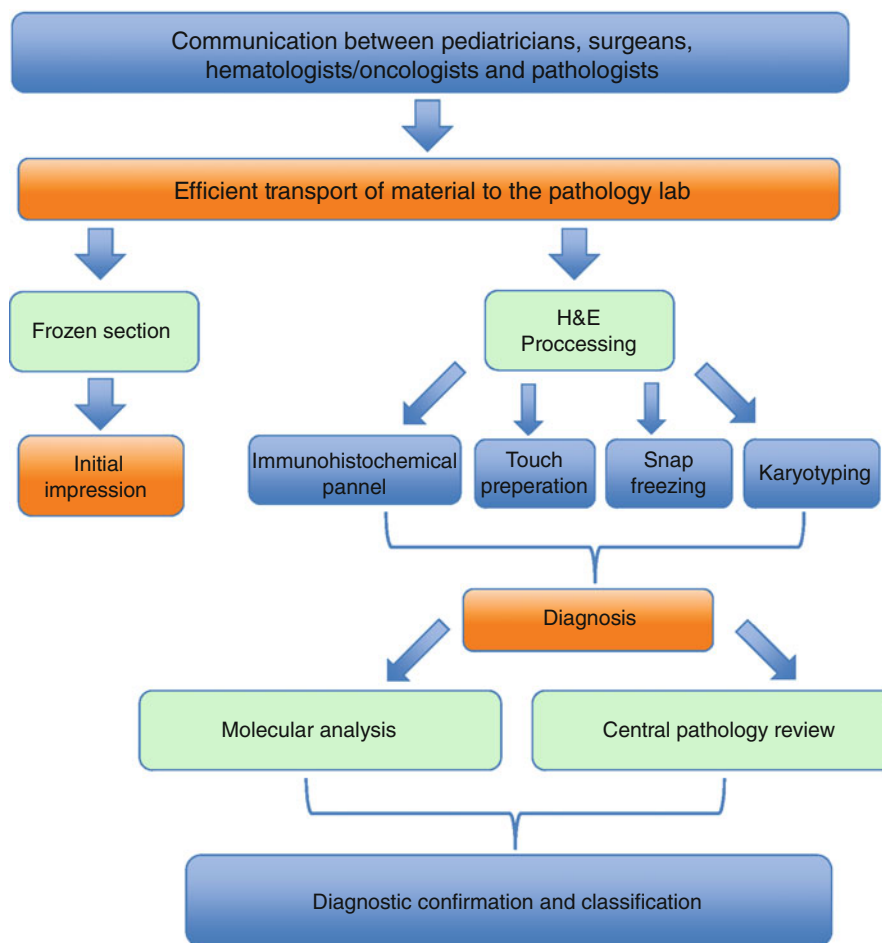 Communication between pediatricians, surgeans,
hematologists/oncologists and pathologists
Efficient transport of material to the pathology lab
Frozen section
H&E
Proccessing
Initial
impression
Immunohistochemical
pannel
Touch
preperation
Snap
freezing
Karyotyping
Diagnosis
Molecular analysis
Central pathology review
Diagnostic confirmation and classification